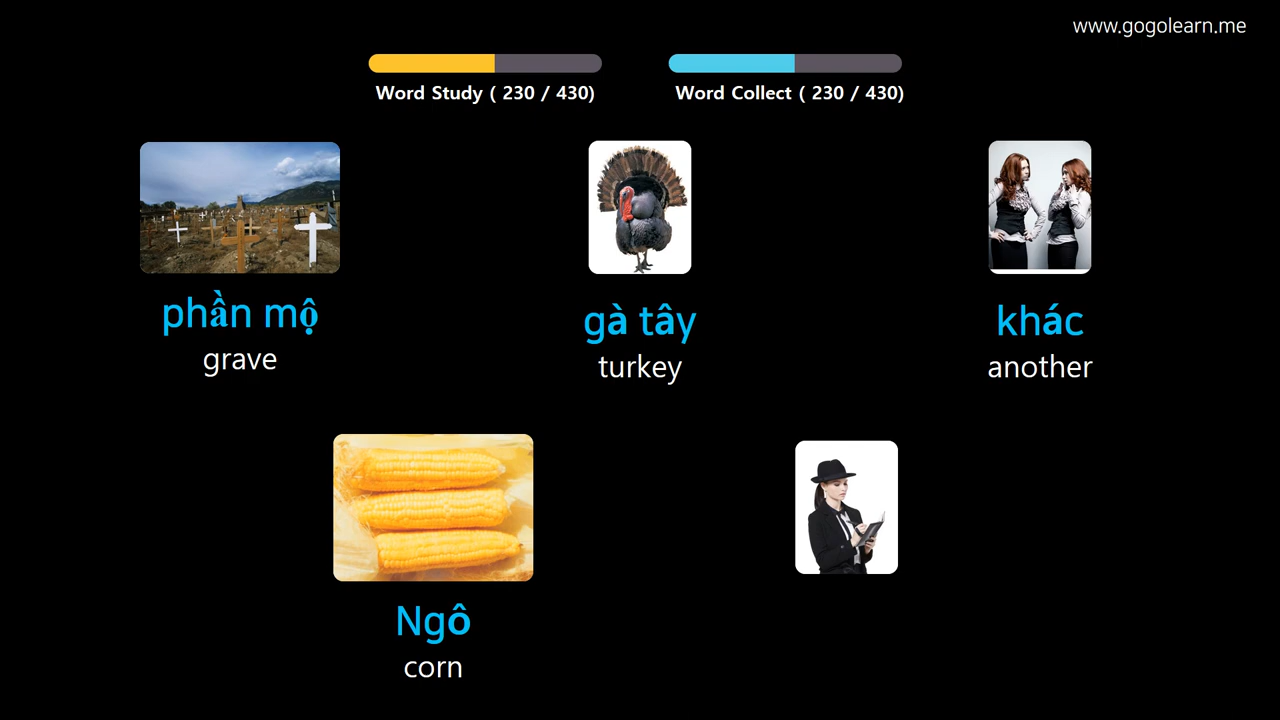 www.gogolearn.me
Word Study ( 230 / 430)
Word Collect ( 230 / 430)
phần mộ
grave
gà tây
turkey
khác
another
Ngô
corn